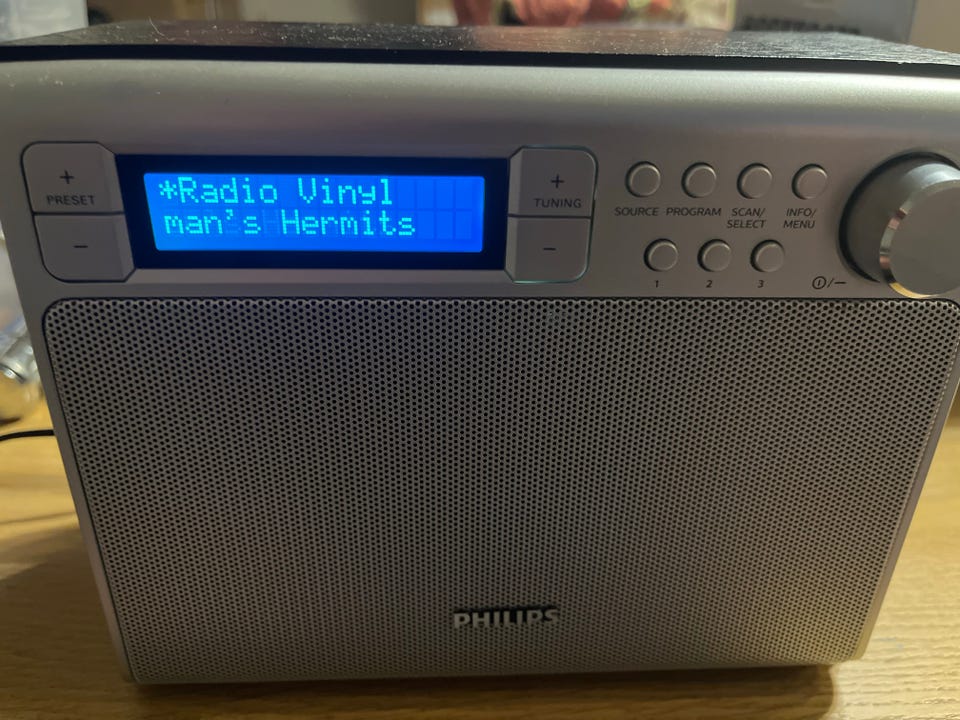 *Radio Vinyl
man's Hermits
+
PRESET
−
+
TUNING
−
SOURCE
PROGRAM
SCAN/
SELECT
INFO/
MENU
1
2
3
⏼/−
PHILIPS